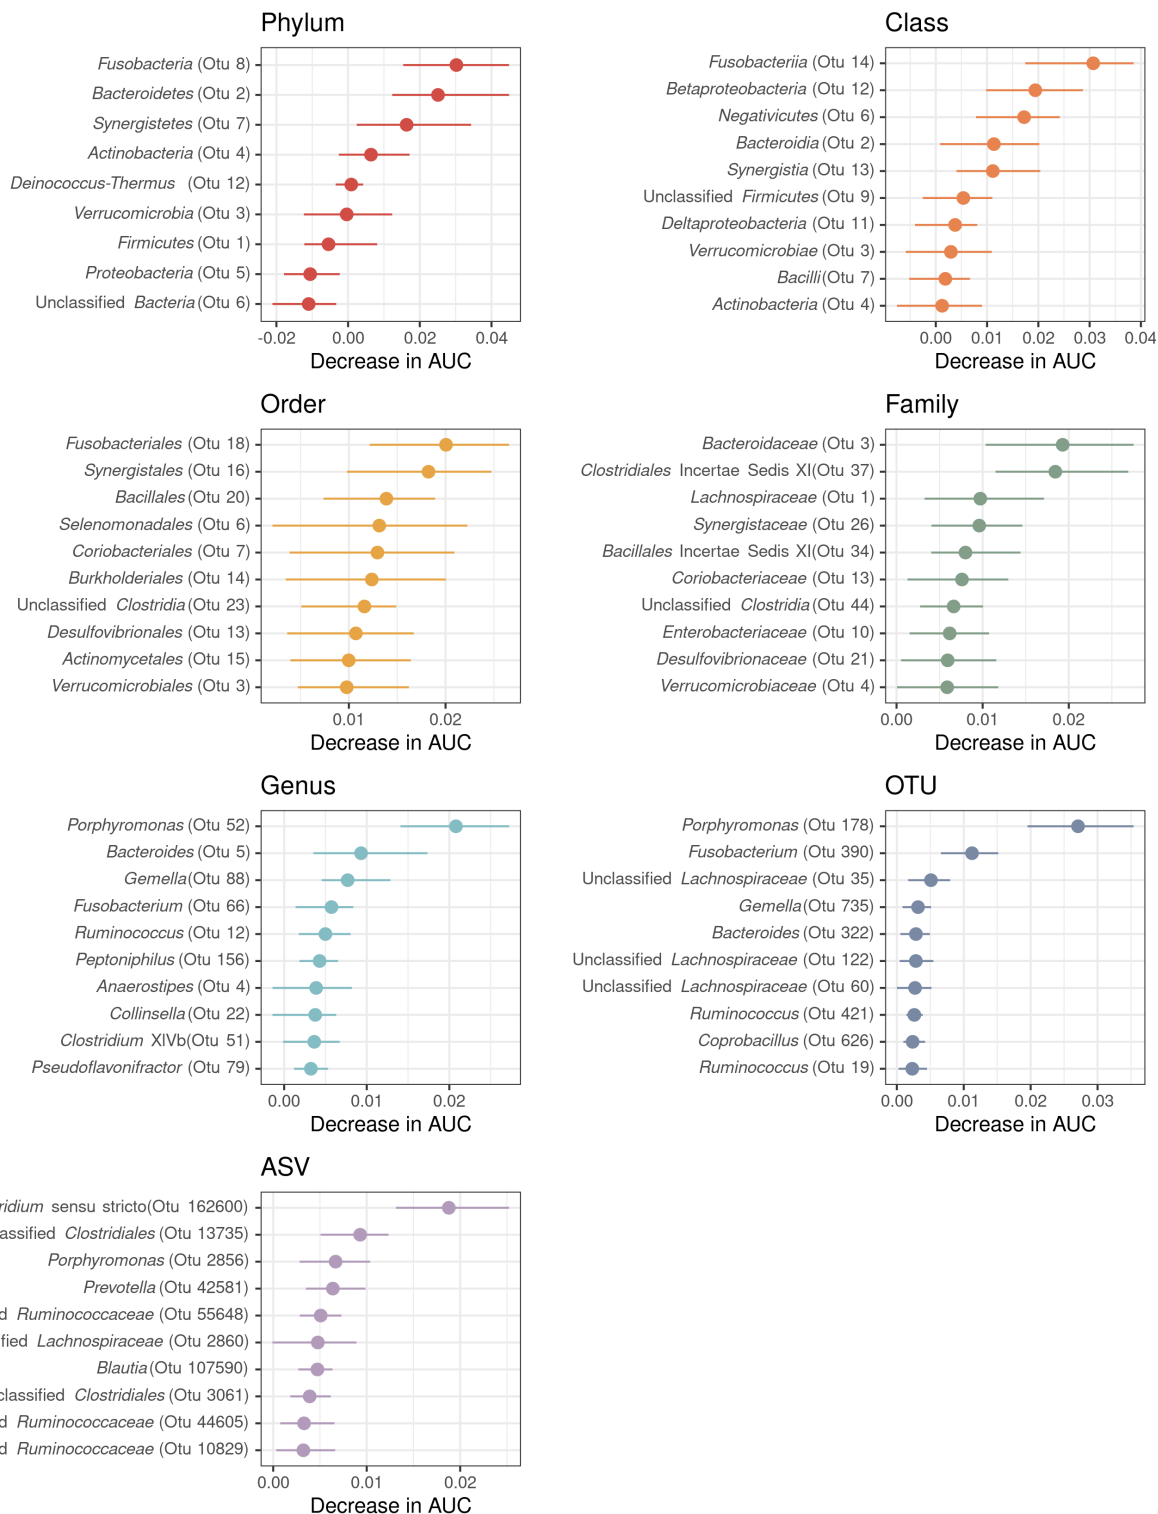 Phylum
Fusobacteria (Otu 8)
Bacteroidetes (Otu 2)
Synergistetes (Otu 7)
Actinobacteria (Otu 4)
Deinococcus-Thermus (Otu 12)
Verrucomicrobia (Otu 3)
Firmicutes (Otu 1)
Proteobacteria (Otu 5)
Unclassified Bacteria (Otu 6)
-0.02 0.00 0.02 0.04
Decrease in AUC
Class
Fusobacteriia (Otu 14)
Betaproteobacteria (Otu 12)
Negativicutes (Otu 6)
Bacteroidia (Otu 2)
Synergistia (Otu 13)
Unclassified Firmicutes (Otu 9)
Deltaproteobacteria (Otu 11)
Verrucomicrobiae (Otu 3)
Bacilli (Otu 7)
Actinobacteria (Otu 4)
0.00 0.01 0.02 0.03 0.04
Decrease in AUC
Order
Fusobacteriales (Otu 18)
Synergistales (Otu 16)
Bacillales (Otu 20)
Selenomonadales (Otu 6)
Coriobacteriales (Otu 7)
Burkholderiales (Otu 14)
Unclassified Clostridia (Otu 23)
Desulfovibrionales (Otu 13)
Actinomycetales (Otu 15)
Verrucomicrobiales (Otu 3)
0.01 0.02
Decrease in AUC
Family
Bacteroidaceae (Otu 3)
Clostridiales Incertae Sedis XI(Otu 37)
Lachnospiraceae (Otu 1)
Synergistaceae (Otu 26)
Bacillales Incertae Sedis XI(Otu 34)
Coriobacteriaceae (Otu 13)
Unclassified Clostridia (Otu 44)
Enterobacteriaceae (Otu 10)
Desulfovibrionaceae (Otu 21)
Verrucomicrobiaceae (Otu 4)
0.00 0.01 0.02
Decrease in AUC
Genus
Porphyromonas (Otu 52)
Bacteroides (Otu 5)
Gemella (Otu 88)
Fusobacterium (Otu 66)
Ruminococcus (Otu 12)
Peptoniphilus (Otu 156)
Anaerostipes (Otu 4)
Collinsella (Otu 22)
Clostridium XlVb(Otu 51)
Pseudoflavonifractor (Otu 79)
0.00 0.01 0.02
Decrease in AUC
OTU
Porphyromonas (Otu 178)
Fusobacterium (Otu 390)
Unclassified Lachnospiraceae (Otu 35)
Gemella (Otu 735)
Bacteroides (Otu 322)
Unclassified Lachnospiraceae (Otu 122)
Unclassified Lachnospiraceae (Otu 60)
Ruminococcus (Otu 421)
Coprobacillus (Otu 626)
Ruminococcus (Otu 19)
0.00 0.01 0.02 0.03
Decrease in AUC
ASV
ridium sensu stricto(Otu 162600)
assified Clostridiales (Otu 13735)
Porphyromonas (Otu 2856)
Prevotella (Otu 42581)
d Ruminococcaceae (Otu 55648)
fied Lachnospiraceae (Otu 2860)
Blautia (Otu 107590)
classified Clostridiales (Otu 3061)
d Ruminococcaceae (Otu 44605)
d Ruminococcaceae (Otu 10829)
0.00 0.01 0.02
Decrease in AUC